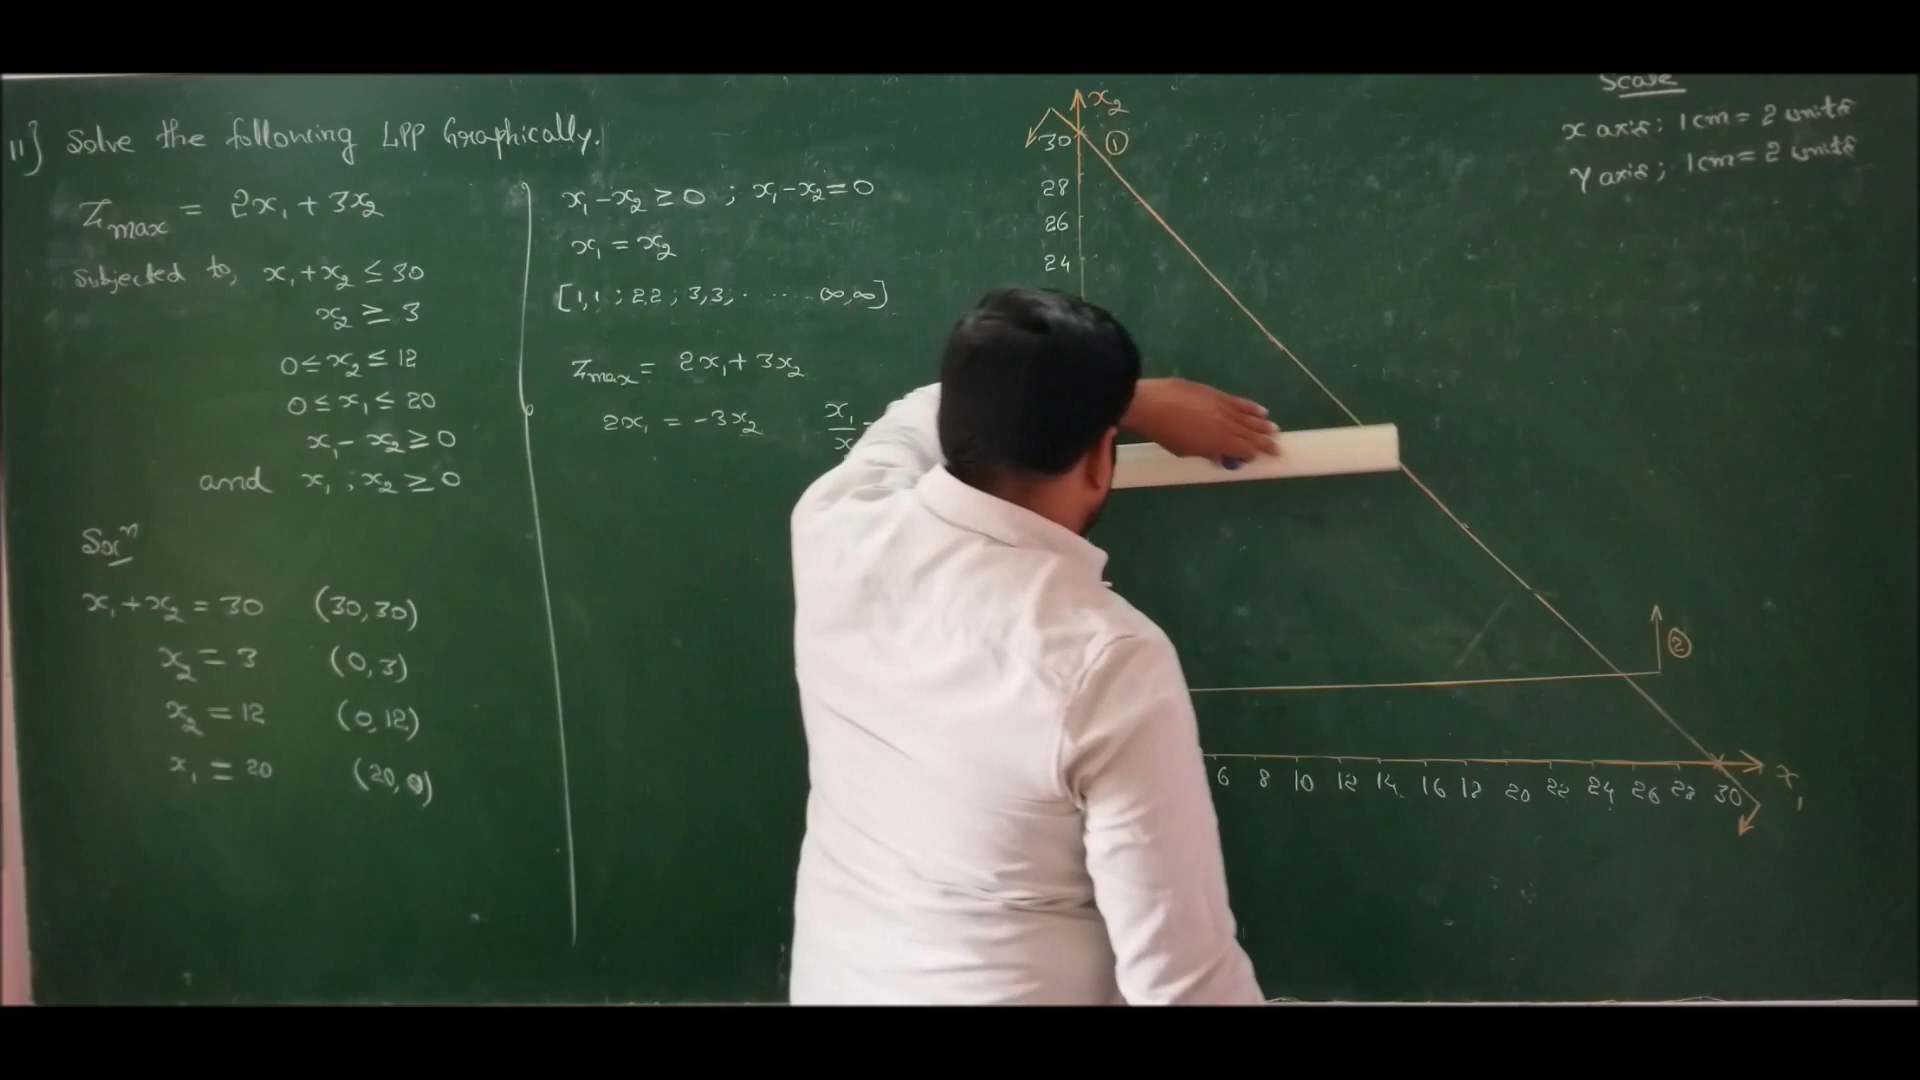 11] Solve the following LPP Graphically.
Zmax = 2x₁ + 3x₂
Subjected to, x₁ + x₂ ≤ 30
x₂ ≥ 3
0 ≤ x₂ ≤ 12
0 ≤ x₁ ≤ 20
x₁ - x₂ ≥ 0
and x₁ ; x₂ ≥ 0
Solⁿ
x₁ + x₂ = 30 (30,30)
x₂ = 3 (0,3)
x₂ = 12 (0,12)
x₁ = 20 (20,0)
x₁ - x₂ ≥ 0 ; x₁ - x₂ = 0
x₁ = x₂
[1,1 ; 2,2 ; 3,3, . . . . . ∞,∞]
Zmax = 2x₁ + 3x₂
2x₁ = -3x₂
x₂
30 ①
28
26
24
②
6 8 10 12 14 16 18 20 22 24 26 28 30 x₁
Scale
x axis: 1cm = 2 units
Y axis; 1cm = 2 units